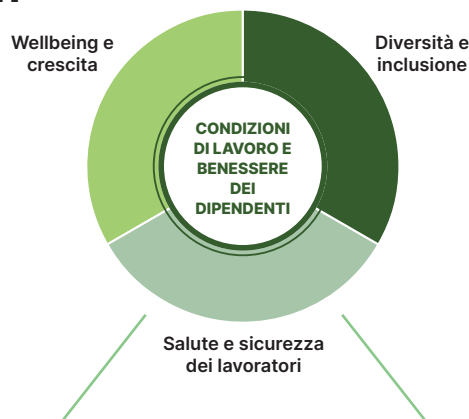 Wellbeing e
crescita
Diversità e
inclusione
CONDIZIONI
DI LAVORO E
BENESSERE
DEI
DIPENDENTI
Salute e sicurezza
dei lavoratori